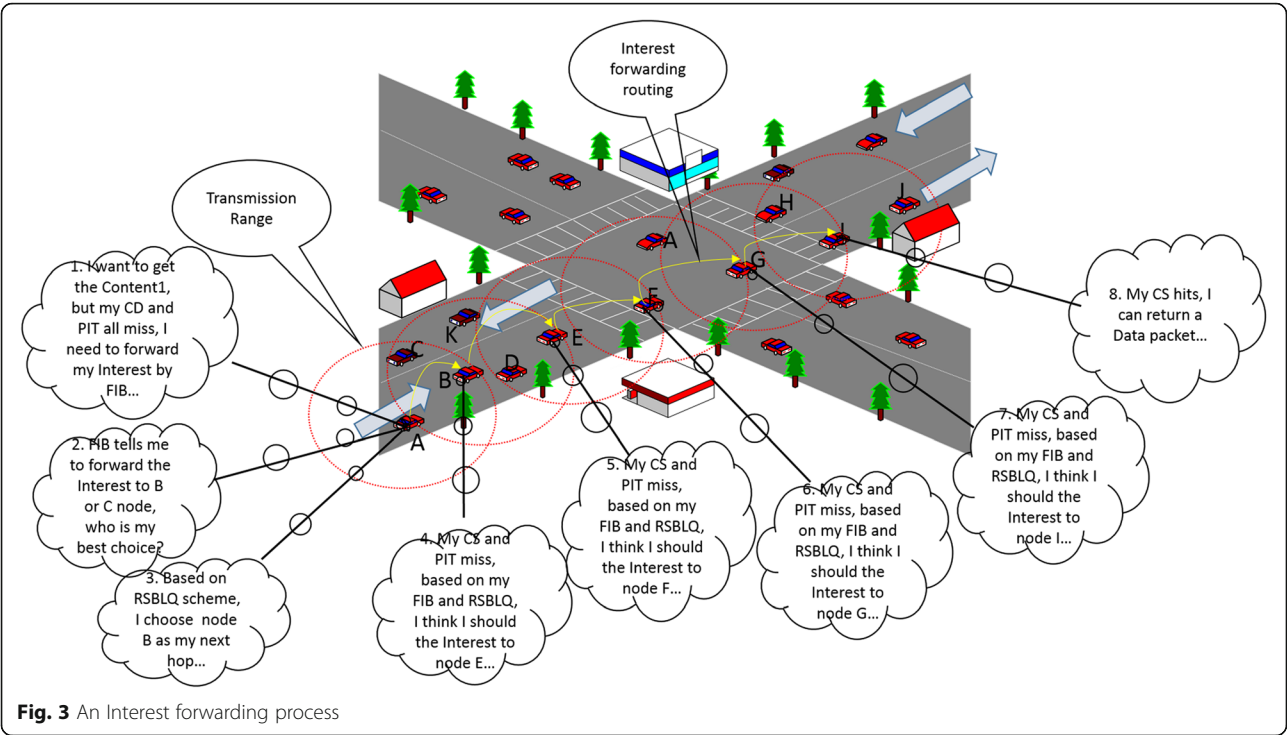 Interest
forwarding
routing
Transmission
Range
1. I want to get
the Content1,
but my CD and
PIT all miss, I
need to forward
my Interest by
FIB...
2. FIB tells me
to forward the
Interest to B
or C node,
who is my
best choice?
3. Based on
RSBLQ scheme,
I choose node
B as my next
hop...
4. My CS and
PIT miss,
based on my
FIB and RSBLQ,
I think I should
the Interest to
node E...
5. My CS and
PIT miss,
based on my
FIB and RSBLQ,
I think I should
the Interest to
node F...
6. My CS and
PIT miss, based
on my FIB and
RSBLQ, I think I
should the
Interest to
node G...
7. My CS and
PIT miss, based
on my FIB and
RSBLQ, I think I
should the
Interest to
node I...
8. My CS hits, I
can return a
Data packet...
A
B
C
K
D
E
F
A
G
H
I
J
Fig. 3 An Interest forwarding process